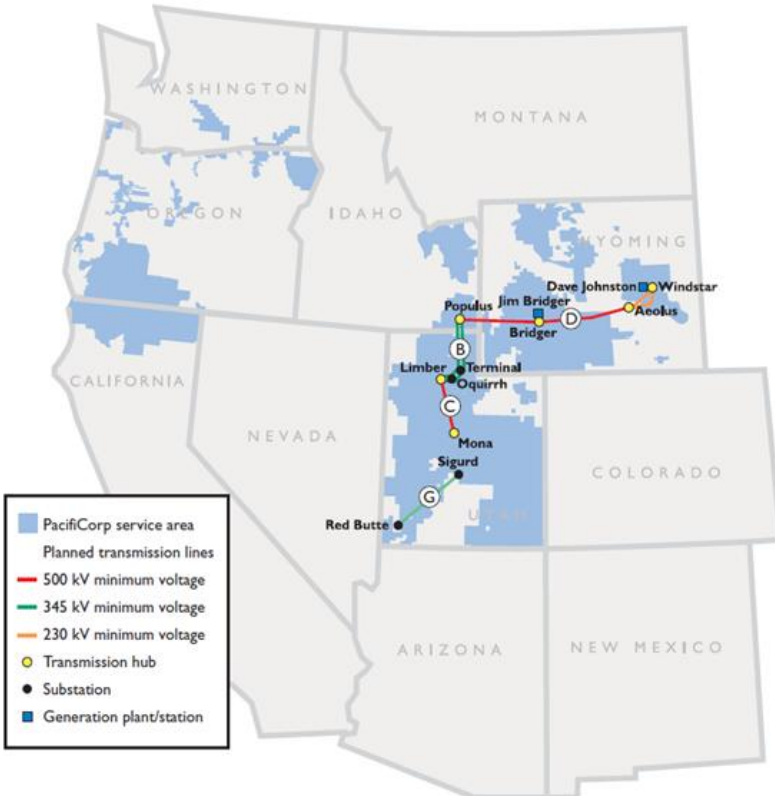 WASHINGTON
MONTANA
OREGON
IDAHO
WYOMING
Dave Johnston
Windstar
Populus
Jim Bridger
Aeolus
D
Bridger
B
Limber
Terminal
Oquirrh
CALIFORNIA
C
NEVADA
Mona
COLORADO
Sigurd
G
UTAH
Red Butte
PacifiCorp service area
Planned transmission lines
500 kV minimum voltage
345 kV minimum voltage
230 kV minimum voltage
Transmission hub
Substation
Generation plant/station
ARIZONA
NEW MEXICO